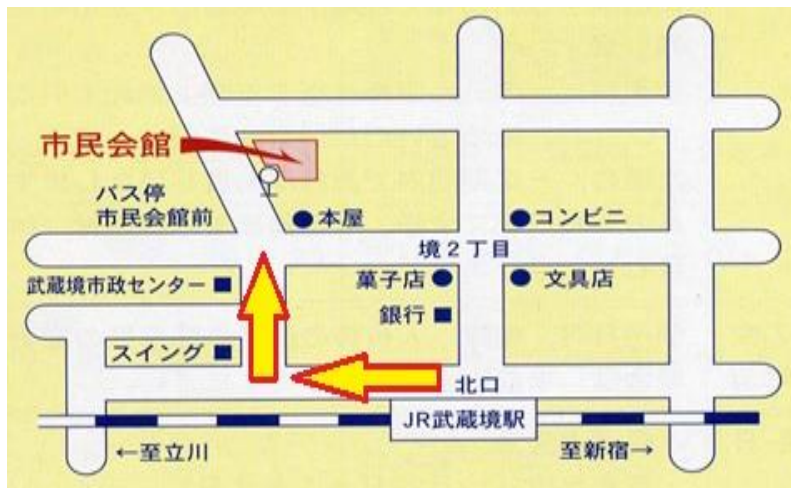 市民会館
バス停
市民会館前
本屋
コンビニ
境2丁目
武蔵境市政センター
菓子店
文具店
銀行
スイング
北口
JR武蔵境駅
←至立川
至新宿→